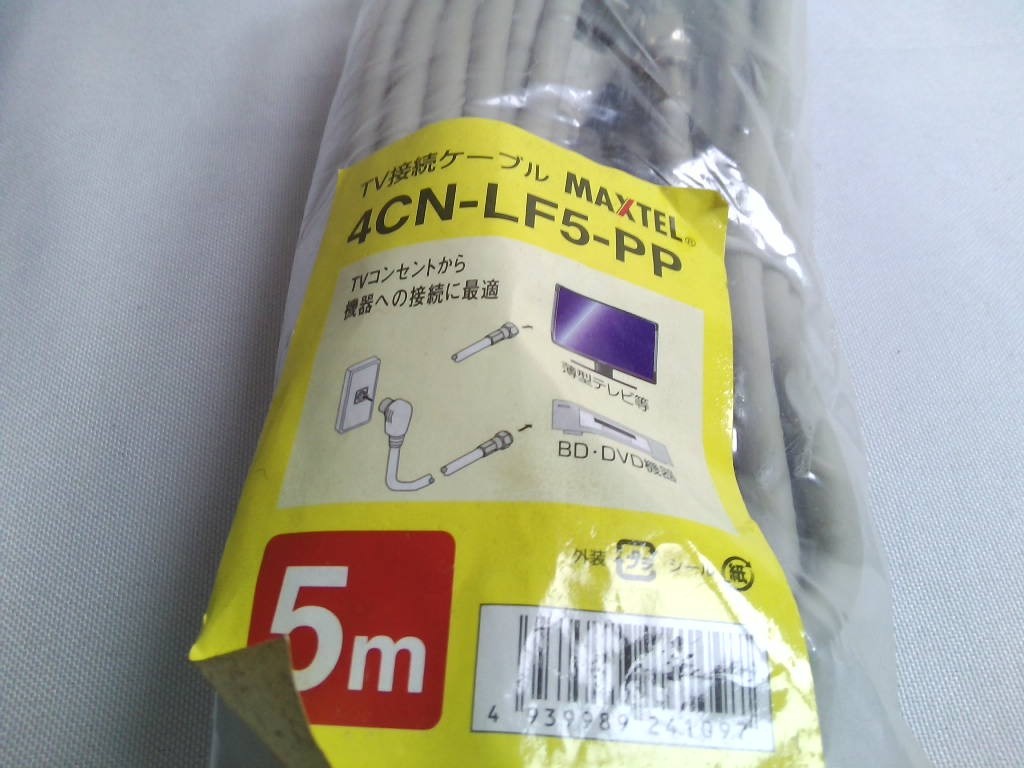 TV接続ケーブル MAXTEL®
4CN-LF5-PP
TVコンセントから
機器への接続に最適
薄型テレビ等
BD・DVD機器
外装 プラ シール 紙
5m
4 939989 241097